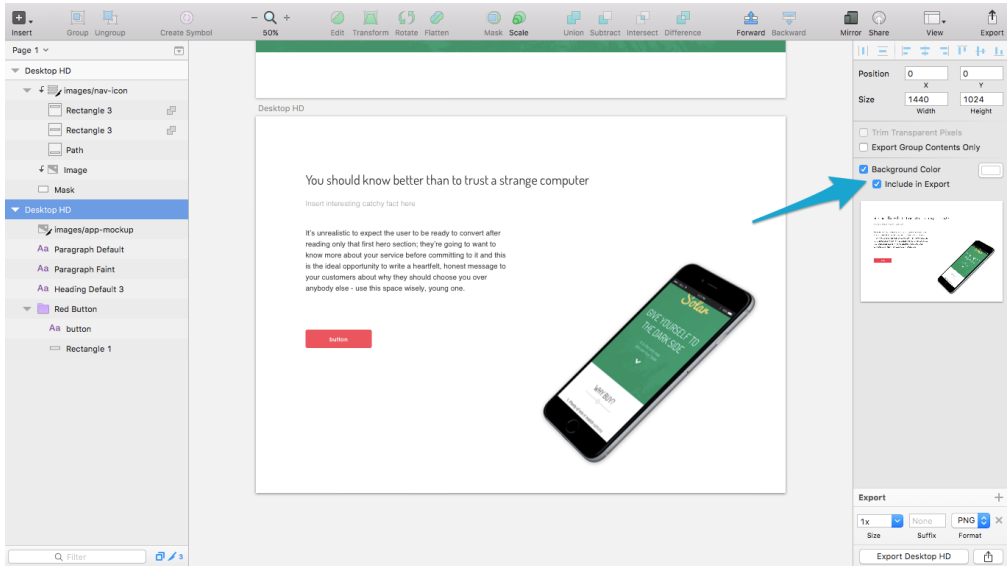 Insert
Group Ungroup
Create Symbol
50%
Edit Transform Rotate Flatten
Mask Scale
Union Subtract Intersect Difference
Forward Backward
Mirror Share
View
Export
Page 1
Desktop HD
images/nav-icon
Rectangle 3
Rectangle 3
Path
Image
Mask
Desktop HD
images/app-mockup
Aa Paragraph Default
Aa Paragraph Faint
Aa Heading Default 3
Red Button
Aa button
Rectangle 1
Filter
3
Desktop HD
You should know better than to trust a strange computer
Insert interesting catchy fact here
It's unrealistic to expect the user to be ready to convert after
reading only that first hero section; they're going to want to
know more about your service before committing to it and this
is the ideal opportunity to write a heartfelt, honest message to
your customers about why they should choose you over
anybody else - use this space wisely, young one.
button
Solar
GIVE YOURSELF TO
THE DARK SIDE
WHY BUY?
Position
0
0
X
Y
Size
1440
1024
Width
Height
Trim Transparent Pixels
Export Group Contents Only
Background Color
Include in Export
Export
1x
None
PNG
Size
Suffix
Format
Export Desktop HD